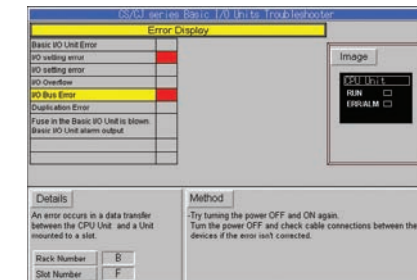 CS/CJ series Basic I/O Units Troubleshooter
Error Display
Basic I/O Unit Error
I/O setting error
I/O setting error
I/O Overflow
I/O Bus Error
Duplication Error
Fuse in the Basic I/O Unit is blown.
Basic I/O Unit alarm output
Image
CPU Unit
RUN
ERR/ALM
Details
An error occurs in a data transfer
between the CPU Unit and a Unit
mounted to a slot.
Rack Number B
Slot Number F
Method
-Try turning the power OFF and ON again.
Turn the power OFF and check cable connections between the
devices if the error isn't corrected.